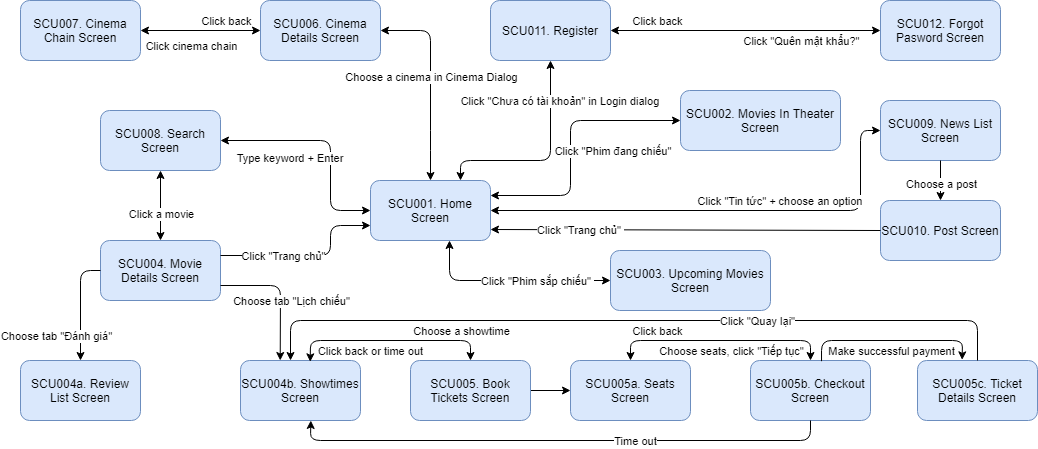 SCU007. Cinema
Chain Screen
Click back
Click cinema chain
SCU006. Cinema
Details Screen
Choose a cinema in Cinema Dialog
SCU011. Register
Click back
Click "Quên mật khẩu?"
SCU012. Forgot
Pasword Screen
Click "Chưa có tài khoản" in Login dialog
SCU002. Movies In Theater
Screen
SCU008. Search
Screen
Type keyword + Enter
Click "Phim đang chiếu"
SCU009. News List
Screen
Choose a post
SCU001. Home
Screen
Click "Tin tức" + choose an option
Click a movie
Click "Trang chủ"
SCU010. Post Screen
SCU004. Movie
Details Screen
Click "Trang chủ"
Click "Phim sắp chiếu"
SCU003. Upcoming Movies
Screen
Choose tab "Lịch chiếu"
Choose tab "Đánh giá"
Click "Quay lại"
Choose a showtime
Click back or time out
Click back
Choose seats, click "Tiếp tục"
Make successful payment
SCU004a. Review
List Screen
SCU004b. Showtimes
Screen
SCU005. Book
Tickets Screen
SCU005a. Seats
Screen
SCU005b. Checkout
Screen
SCU005c. Ticket
Details Screen
Time out